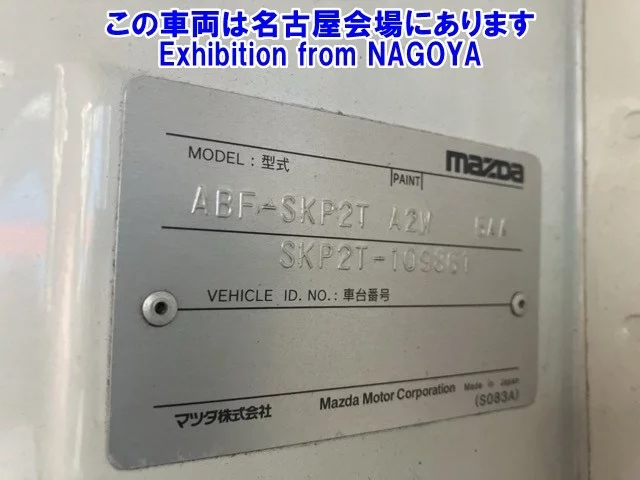 この車両は名古屋会場にあります
Exhibition from NAGOYA
MODEL：型式
PAINT
mazda
ABF-SKP2T A2W
VEHICLE ID. NO.：車台番号
マツダ株式会社
Mazda Motor Corporation Made in Japan
(S083A)